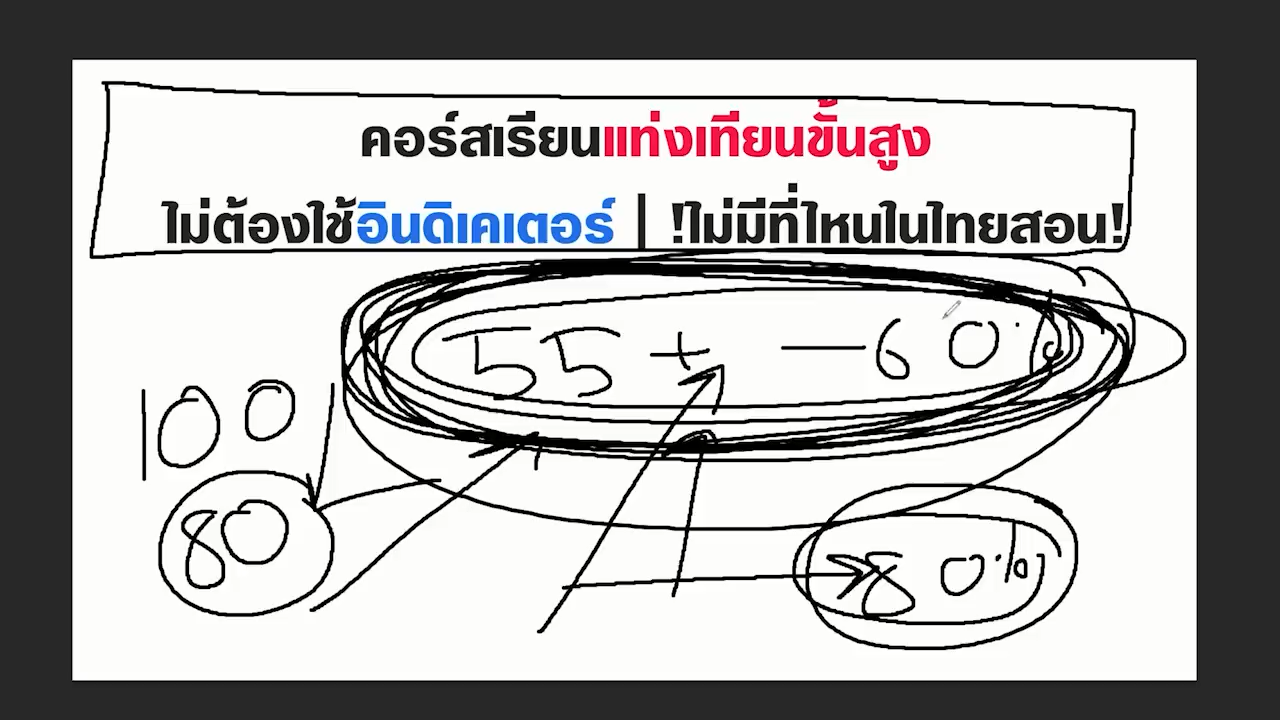 คอร์สเรียนแท่งเทียนขั้นสูง
ไม่ต้องใช้อินดิเคเตอร์ | !ไม่มีที่ไหนในไทยสอน!
55 + — 60%
100
80
80%